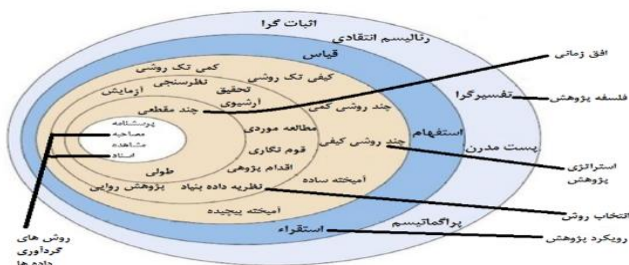 اثبات گرا
رئالیسم انتقادی
قیاس
کمی تک روشی
کیفی تک روشی
نظرسنجی
آزمایش
تحقیق
آرشیوی
چند روشی کمی
چند مقطعی
افق زمانی
تفسیرگرا
فلسفه پژوهش
پرسشنامه
مصاحبه
مشاهده
اسناد
مطالعه موردی
استفهام
چند روشی کیفی
پست مدرن
قوم نگاری
طولی
اقدام پژوهی
استراتژی
پژوهش
پژوهش روایی
نظریه داده بنیاد
آمیخته ساده
آمیخته پیچیده
پراگماتیسم
انتخاب روش
استقراء
رویکرد پژوهش
روش های
گردآوری
داده ها